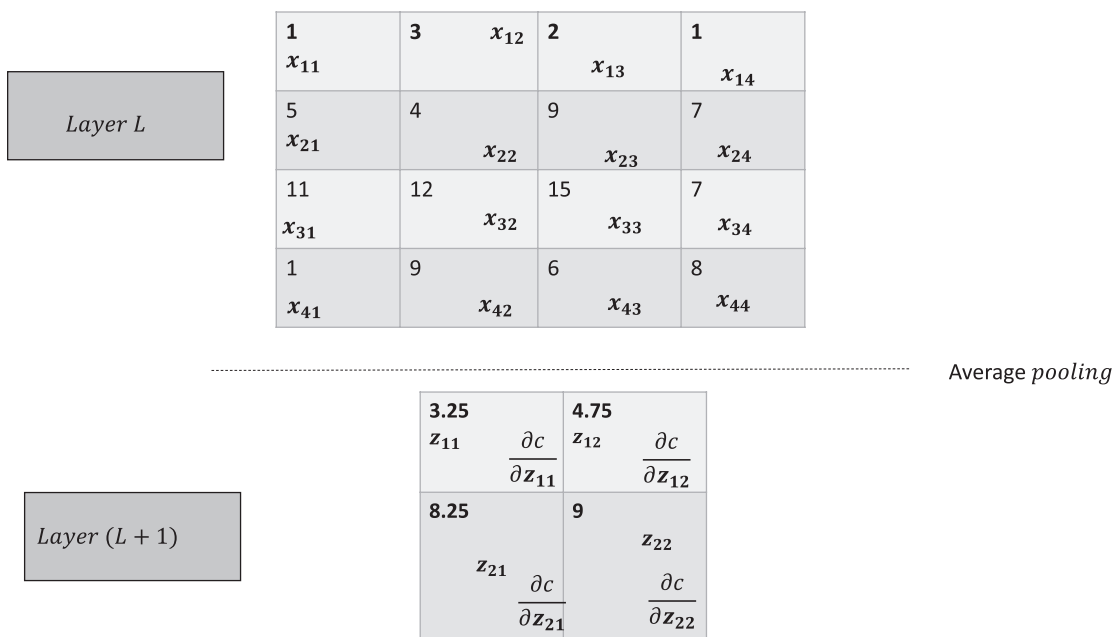 1 3 x₁₂ 2 1
x₁₁ x₁₃ x₁₄
Layer L
5 4 9 7
x₂₁ x₂₂ x₂₃ x₂₄
11 12 15 7
x₃₁ x₃₂ x₃₃ x₃₄
1 9 6 8
x₄₁ x₄₂ x₄₃ x₄₄
Average pooling
3.25 4.75
z₁₁ ∂c/∂z₁₁ z₁₂ ∂c/∂z₁₂
8.25 9
Layer (L + 1)
z₂₂
z₂₁
∂c/∂z₂₁ ∂c/∂z₂₂